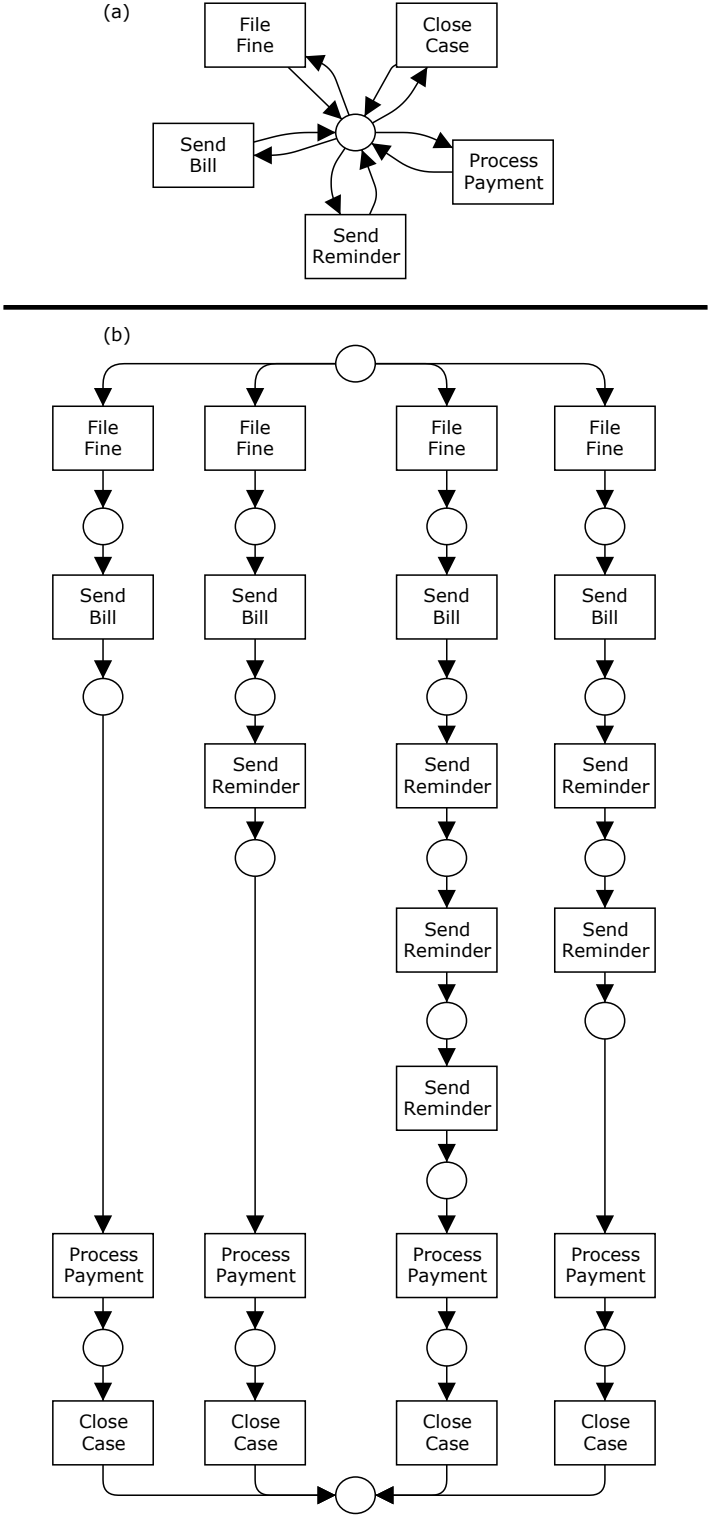 (a)
File
Fine
Close
Case
Send
Bill
Process
Payment
Send
Reminder
(b)
File
Fine
File
Fine
File
Fine
File
Fine
Send
Bill
Send
Bill
Send
Bill
Send
Bill
Send
Reminder
Send
Reminder
Send
Reminder
Send
Reminder
Send
Reminder
Send
Reminder
Process
Payment
Process
Payment
Process
Payment
Process
Payment
Close
Case
Close
Case
Close
Case
Close
Case